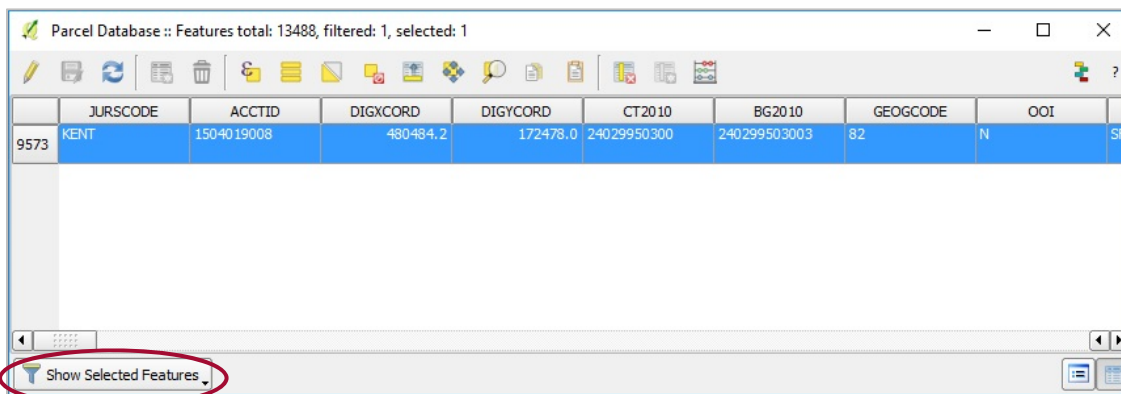 Parcel Database :: Features total: 13488, filtered: 1, selected: 1
ε
?
JURSCODE ACCTID DIGXCORD DIGYCORD CT2010 BG2010 GEOGCODE OOI
9573 KENT 1504019008 480484.2 172478.0 24029950300 240299503003 82 N
Show Selected Features